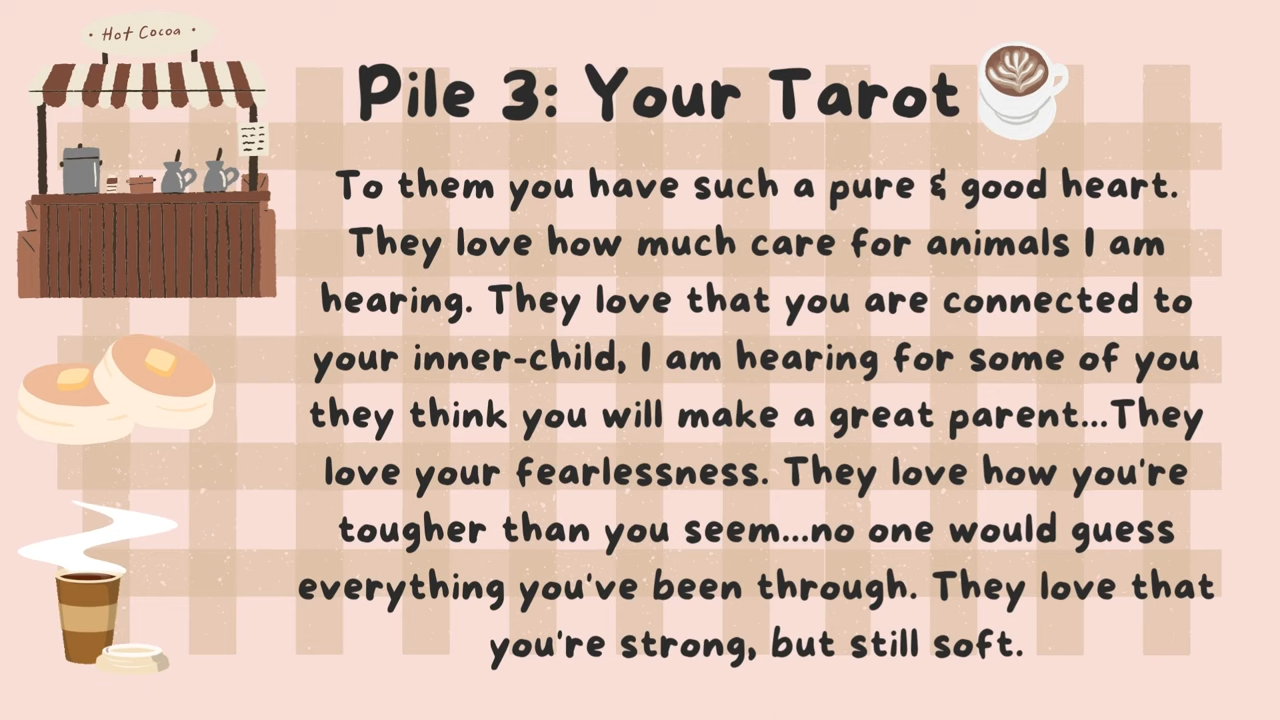 • Hot Cocoa •
Pile 3: Your Tarot
To them you have such a pure & good heart.
They love how much care for animals I am
hearing. They love that you are connected to
your inner-child, I am hearing for some of you
they think you will make a great parent...They
love your fearlessness. They love how you're
tougher than you seem...no one would guess
everything you've been through. They love that
you're strong, but still soft.